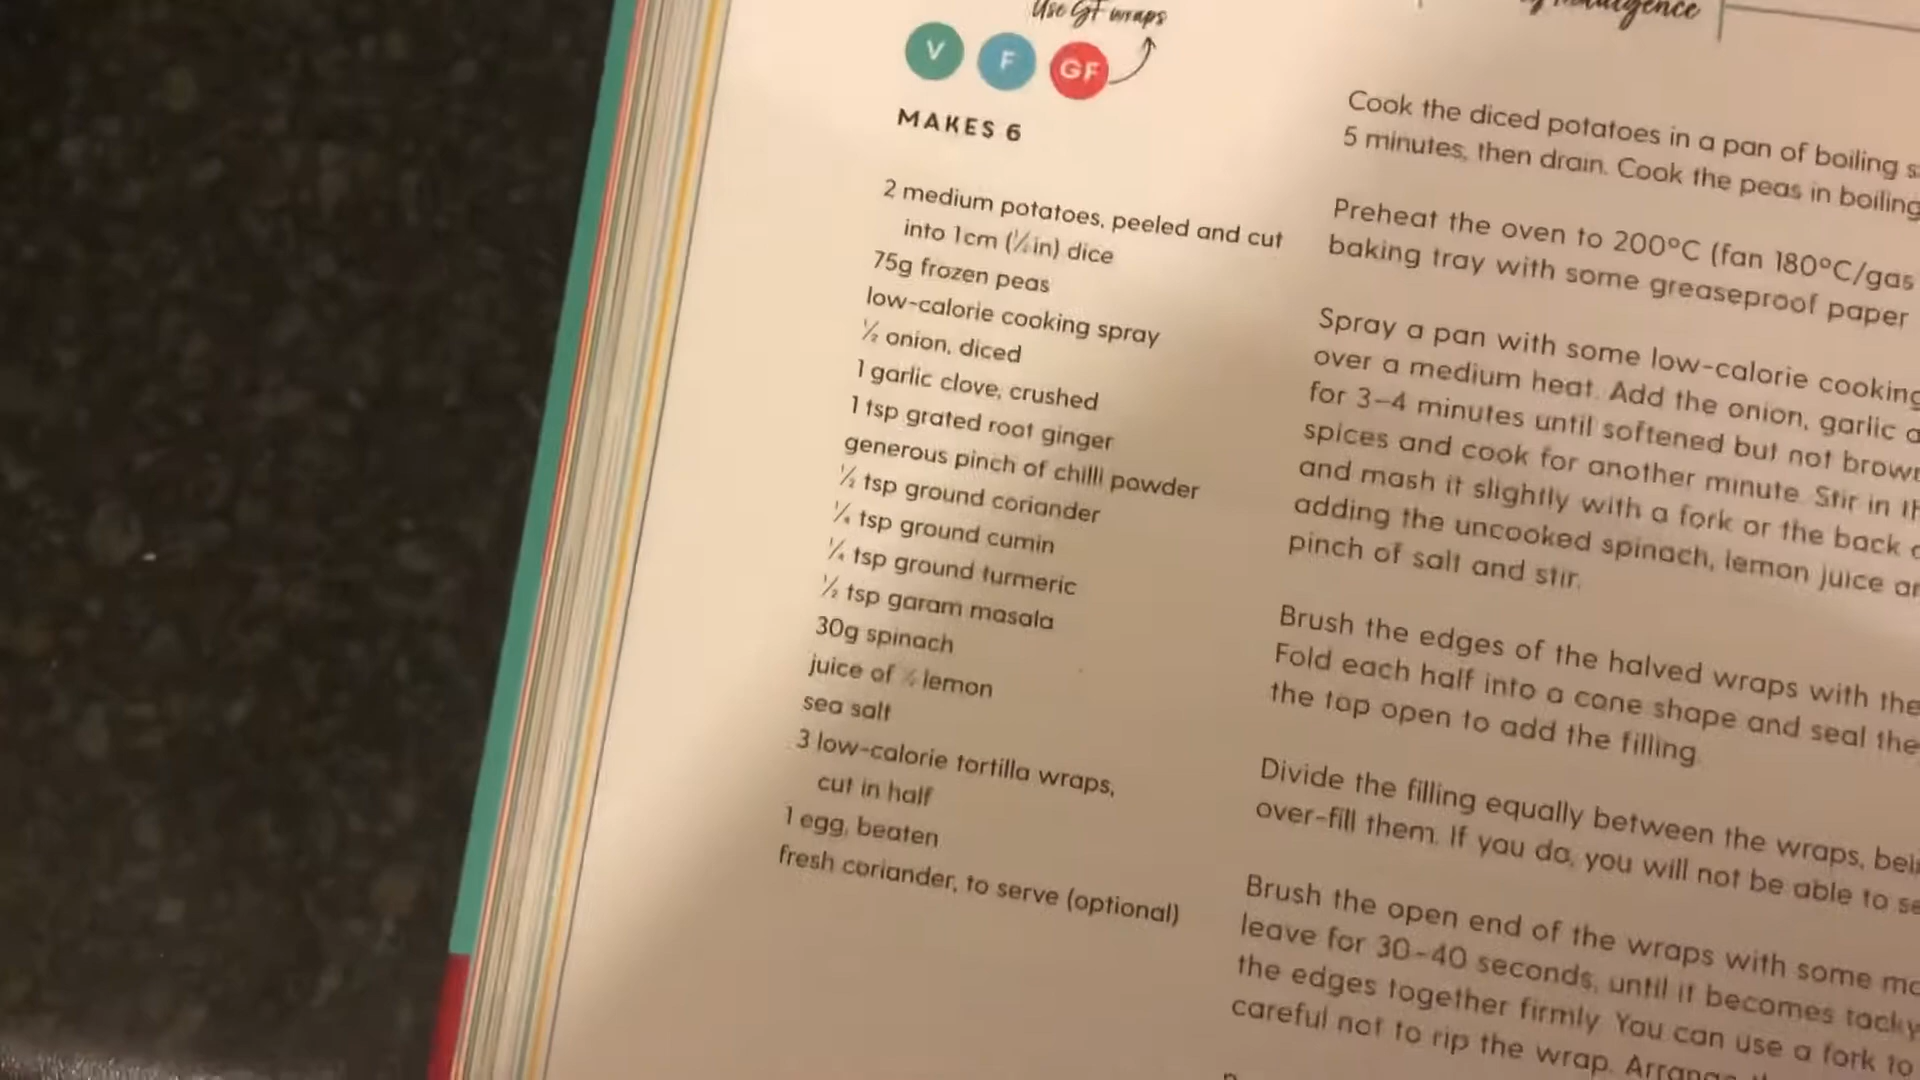 Use GF wraps
V F GF
MAKES 6
2 medium potatoes, peeled and cut
into 1cm (½in) dice
75g frozen peas
low-calorie cooking spray
½ onion, diced
1 garlic clove, crushed
1 tsp grated root ginger
generous pinch of chilli powder
½ tsp ground coriander
¼ tsp ground cumin
¼ tsp ground turmeric
½ tsp garam masala
30g spinach
juice of lemon
sea salt
3 low-calorie tortilla wraps,
cut in half
1 egg, beaten
fresh coriander, to serve (optional)
Cook the diced potatoes in a pan of boiling
5 minutes, then drain. Cook the peas in boiling
Preheat the oven to 200°C (fan 180°C/gas
baking tray with some greaseproof paper
Spray a pan with some low-calorie cooking
over a medium heat. Add the onion, garlic
for 3–4 minutes until softened but not
spices and cook for another minute. Stir in
and mash it slightly with a fork or the back
adding the uncooked spinach, lemon juice
pinch of salt and stir.
Brush the edges of the halved wraps with the
Fold each half into a cone shape and seal the
the top open to add the filling.
Divide the filling equally between the wraps,
over-fill them. If you do, you will not be able to
Brush the open end of the wraps with some
leave for 30–40 seconds, until it becomes tacky
the edges together firmly. You can use a fork to
careful not to rip the wrap.